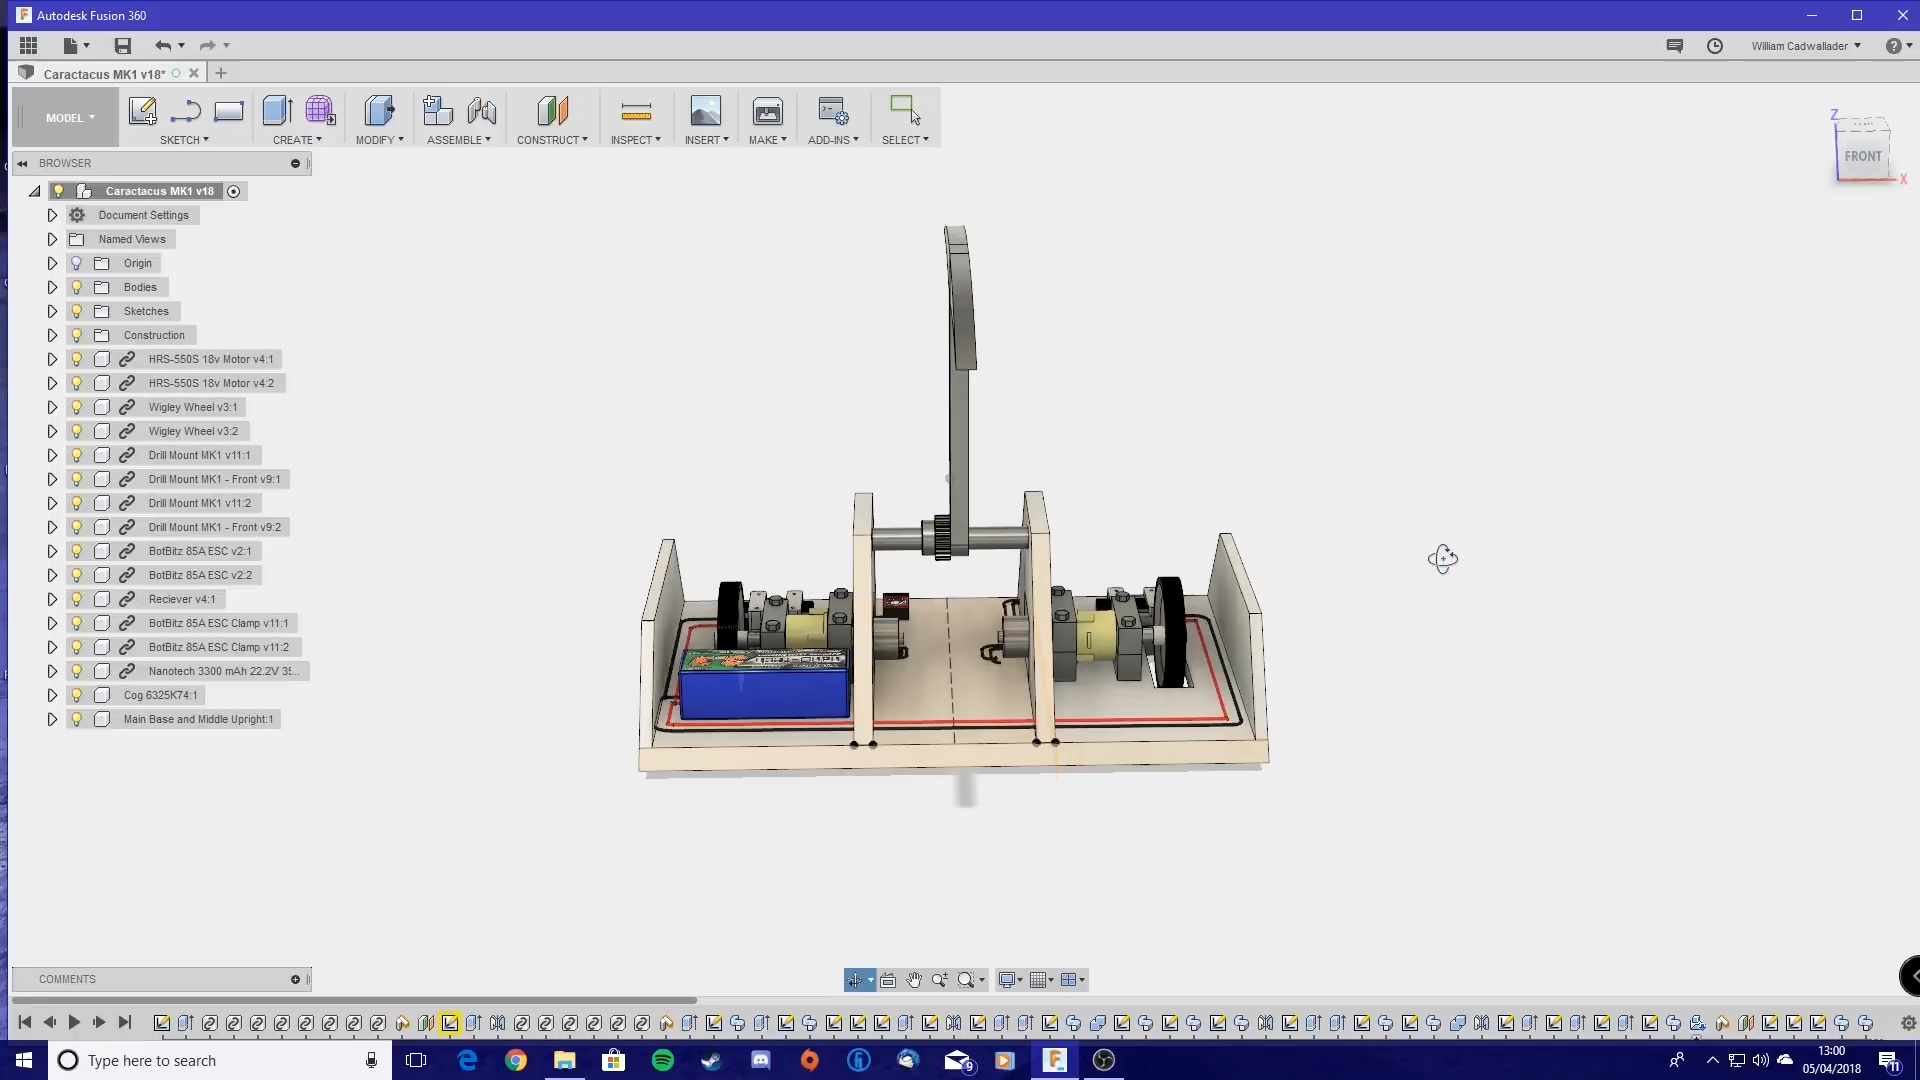 Autodesk Fusion 360
William Cadwallader
Caractacus MK1 v18*
MODEL
SKETCH
CREATE
MODIFY
ASSEMBLE
CONSTRUCT
INSPECT
INSERT
MAKE
ADD-INS
SELECT
Z
FRONT
X
BROWSER
Caractacus MK1 v18
Document Settings
Named Views
Origin
Bodies
Sketches
Construction
HRS-550S 18v Motor v4:1
HRS-550S 18v Motor v4:2
Wigley Wheel v3:1
Wigley Wheel v3:2
Drill Mount MK1 v11:1
Drill Mount MK1 - Front v9:1
Drill Mount MK1 v11:2
Drill Mount MK1 - Front v9:2
BotBitz 85A ESC v2:1
BotBitz 85A ESC v2:2
Reciever v4:1
BotBitz 85A ESC Clamp v11:1
BotBitz 85A ESC Clamp v11:2
Nanotech 3300 mAh 22.2V 35...
Cog 6325K74:1
Main Base and Middle Upright:1
COMMENTS
Type here to search
9
13:00
05/04/2018
11